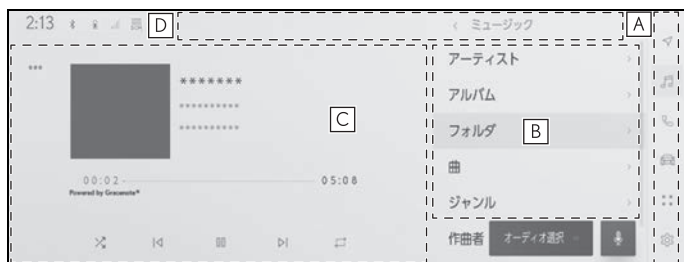 2:13
D
‹ ミュージック
A
アーティスト ›
アルバム ›
フォルダ ›
B
曲 ›
ジャンル ›
作曲者
オーディオ選択
•••
*******
**********
**********
C
00:02
05:08
Powered by Gracenote®